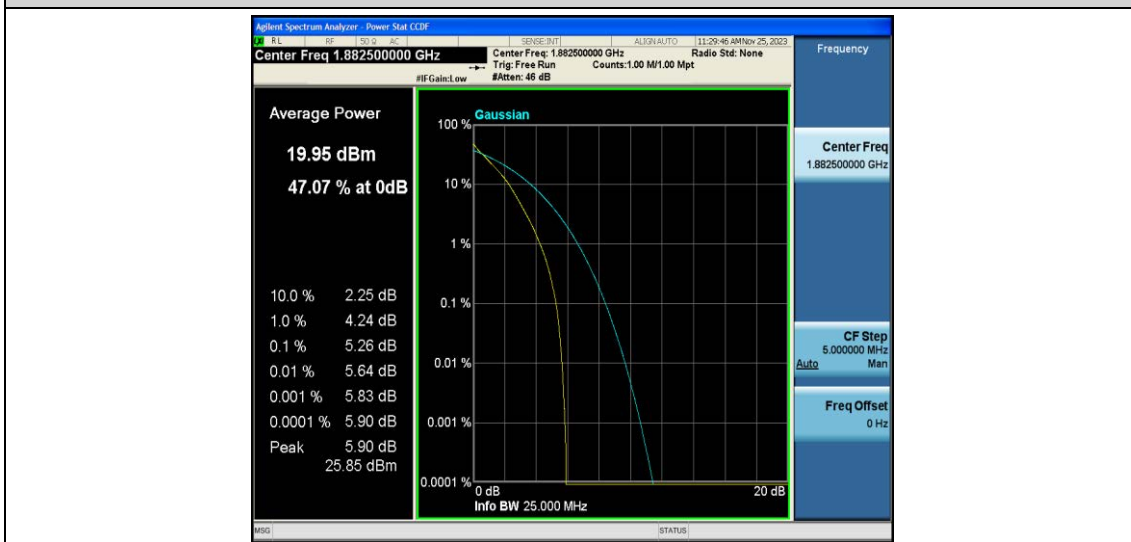 Agilent Spectrum Analyzer - Power Stat CCDF
RL RF 50 Ω AC SENSE:INT ALIGN AUTO 11:29:46 AM Nov 25, 2023
Center Freq 1.882500000 GHz
Center Freq: 1.882500000 GHz Radio Std: None
Trig: Free Run Counts:1.00 M/1.00 Mpt
#IFGain:Low #Atten: 46 dB
Frequency
Average Power
19.95 dBm
47.07 % at 0dB
10.0 % 2.25 dB
1.0 % 4.24 dB
0.1 % 5.26 dB
0.01 % 5.64 dB
0.001 % 5.83 dB
0.0001 % 5.90 dB
Peak 5.90 dB
25.85 dBm
Gaussian
100 %
10 %
1 %
0.1 %
0.01 %
0.001 %
0.0001 %
0 dB 20 dB
Info BW 25.000 MHz
Center Freq
1.882500000 GHz
CF Step
5.000000 MHz
Auto Man
Freq Offset
0 Hz
MSG STATUS